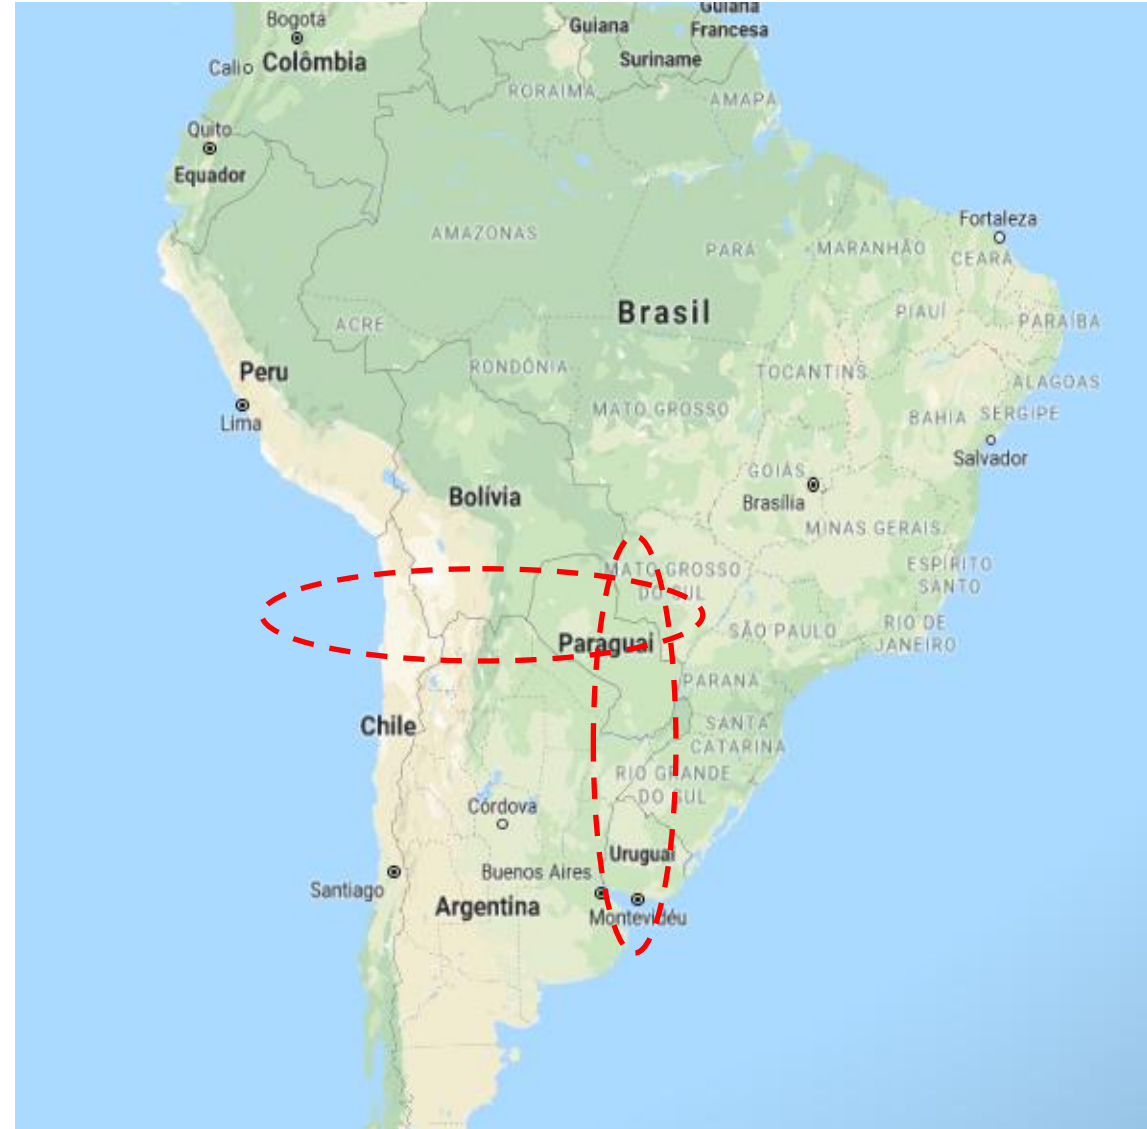 Bogotá
Guiana
Guiana
Francesa
Cali
Colômbia
Suriname
RORAIMA
AMAPÁ
Quito
Equador
Fortaleza
AMAZONAS
PARÁ
MARANHÃO
CEARÁ
Brasil
PIAUÍ
PARAÍBA
ACRE
RONDÔNIA
Peru
TOCANTINS
ALAGOAS
Lima
MATO GROSSO
BAHIA
SERGIPE
Salvador
GOIÁS
Bolívia
Brasília
MINAS GERAIS
ESPÍRITO
SANTO
MATO GROSSO
DO SUL
Paraguai
SÃO PAULO
RIO DE
JANEIRO
PARANÁ
Chile
SANTA
CATARINA
RIO GRANDE
DO SUL
Córdova
Uruguai
Buenos Aires
Santiago
Argentina
Montevidéu